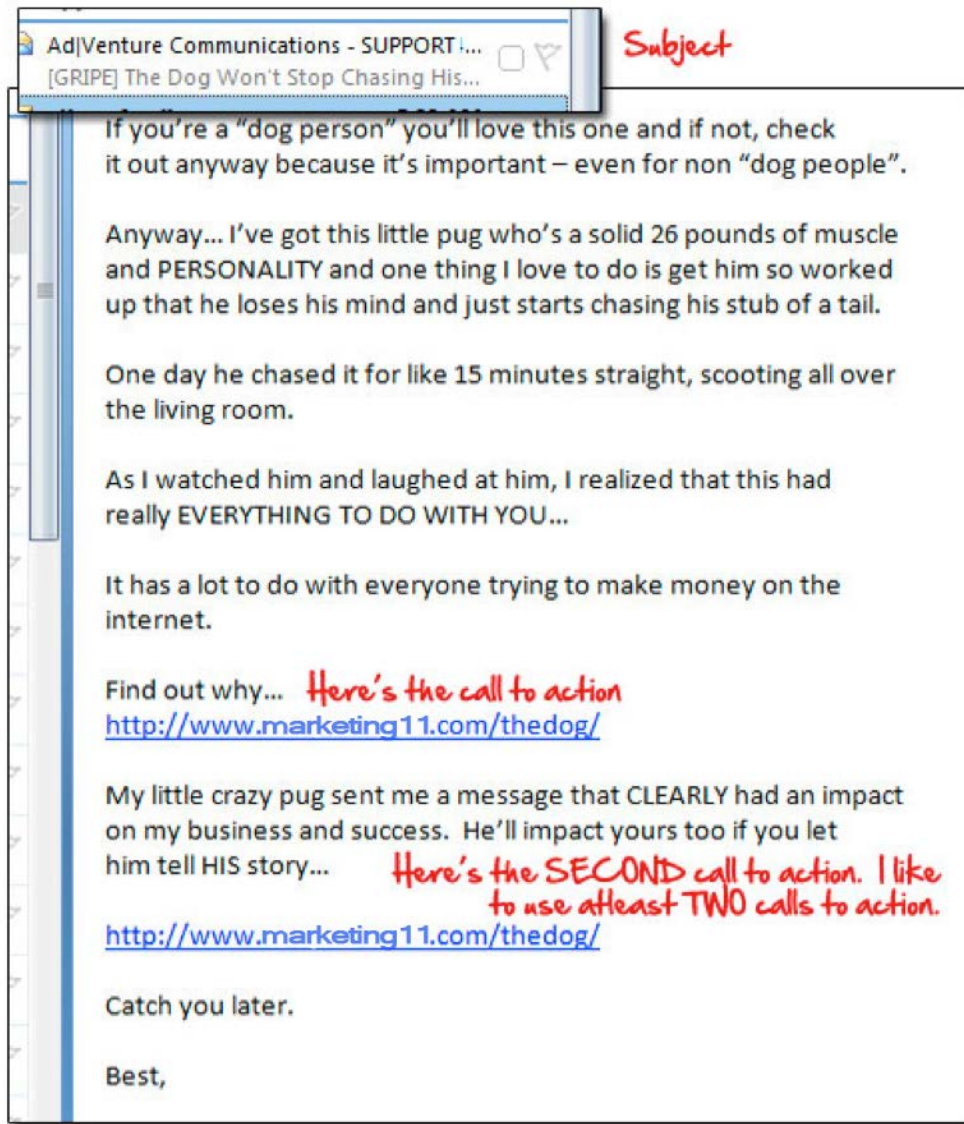 Ad|Venture Communications - SUPPORT ...
[GRIPE] The Dog Won't Stop Chasing His...
Subject
If you're a “dog person” you'll love this one and if not, check
it out anyway because it's important – even for non “dog people”.
Anyway... I've got this little pug who's a solid 26 pounds of muscle
and PERSONALITY and one thing I love to do is get him so worked
up that he loses his mind and just starts chasing his stub of a tail.
One day he chased it for like 15 minutes straight, scooting all over
the living room.
As I watched him and laughed at him, I realized that this had
really EVERYTHING TO DO WITH YOU...
It has a lot to do with everyone trying to make money on the
internet.
Find out why... Here's the call to action
http://www.marketing11.com/thedog/
My little crazy pug sent me a message that CLEARLY had an impact
on my business and success.  He'll impact yours too if you let
him tell HIS story...
Here's the SECOND call to action. I like
to use atleast TWO calls to action.
http://www.marketing11.com/thedog/
Catch you later.
Best,